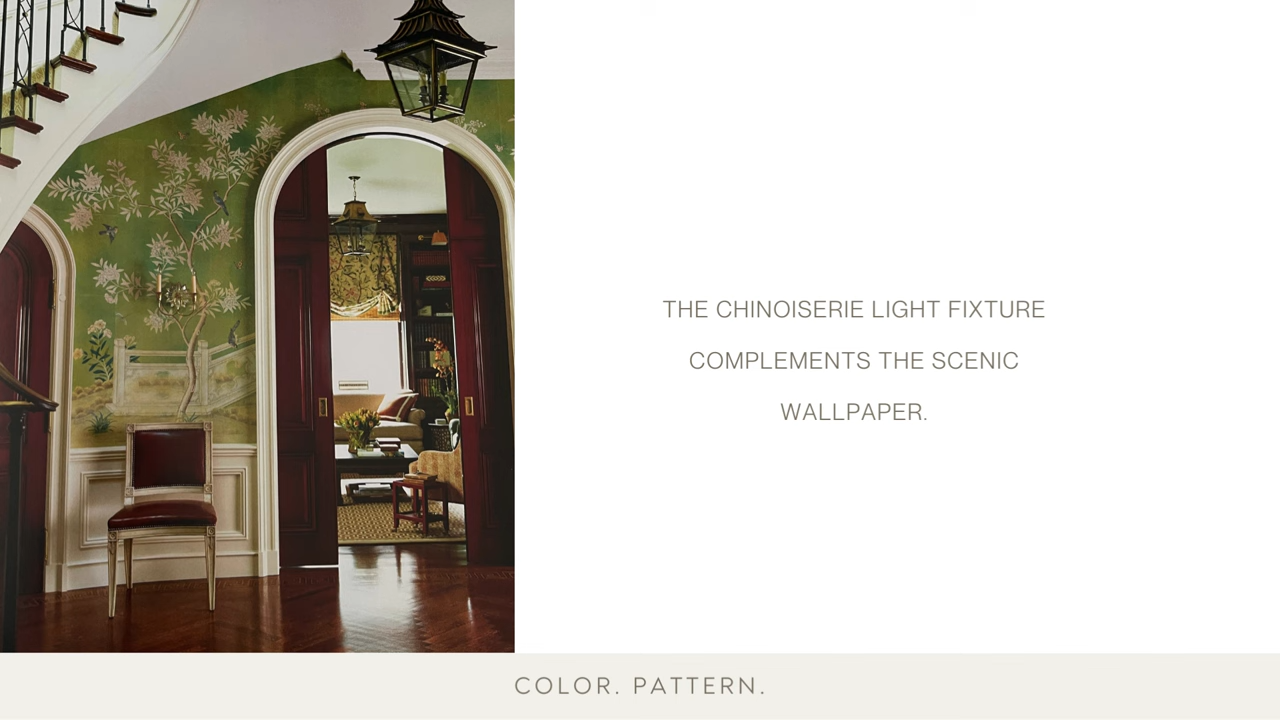 THE CHINOISERIE LIGHT FIXTURE
COMPLEMENTS THE SCENIC
WALLPAPER.
COLOR. PATTERN.